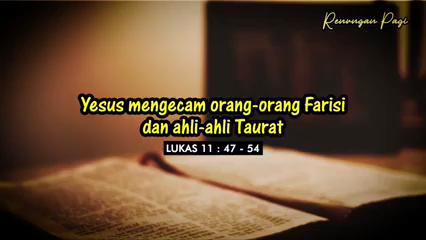 Renungan Pagi
Yesus mengecam orang-orang Farisi
dan ahli-ahli Taurat
LUKAS 11 : 47 - 54